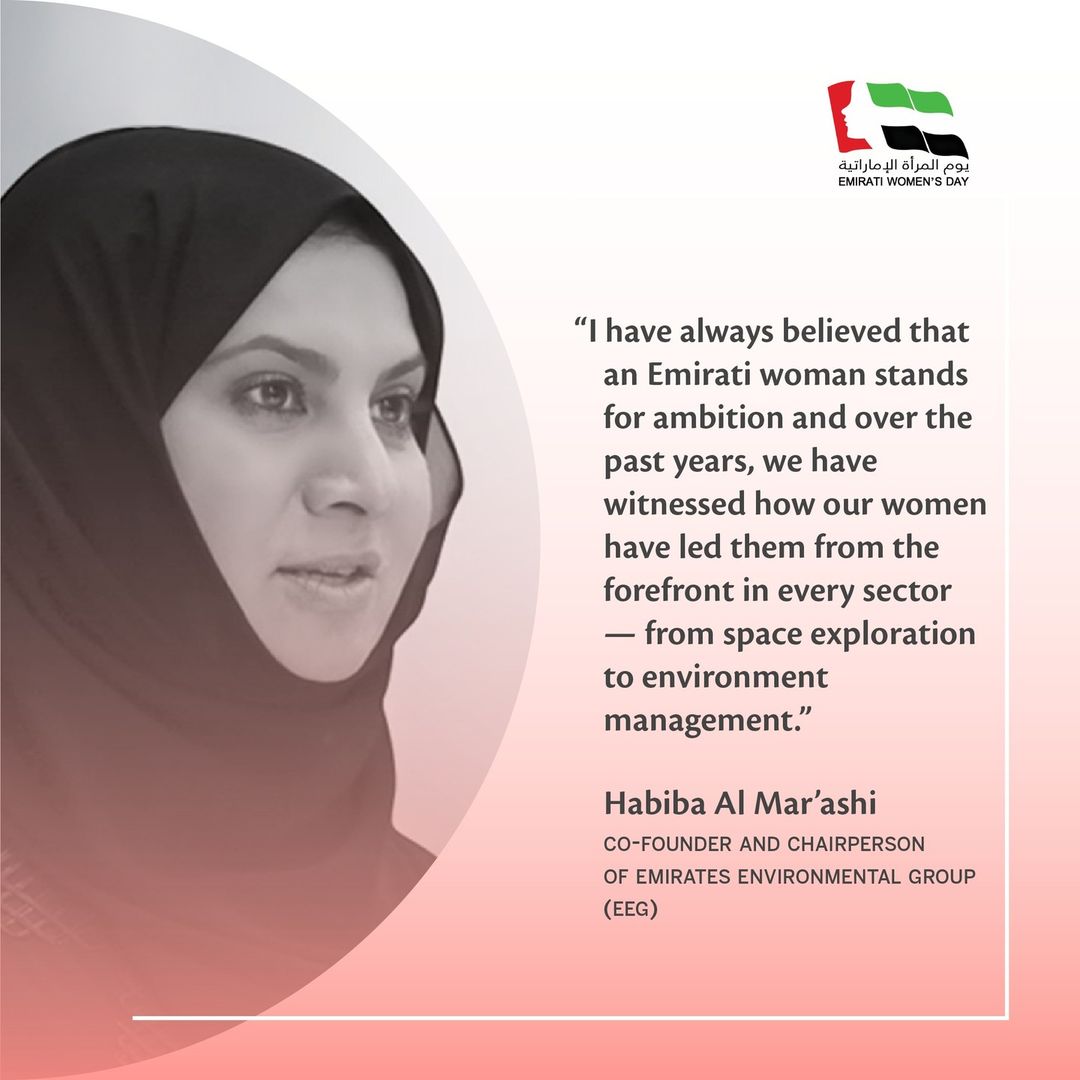 يوم المرأة الإماراتية
EMIRATI WOMEN'S DAY
“I have always believed that
an Emirati woman stands
for ambition and over the
past years, we have
witnessed how our women
have led them from the
forefront in every sector
— from space exploration
to environment
management.”
Habiba Al Mar’ashi
CO-FOUNDER AND CHAIRPERSON
OF EMIRATES ENVIRONMENTAL GROUP
(EEG)